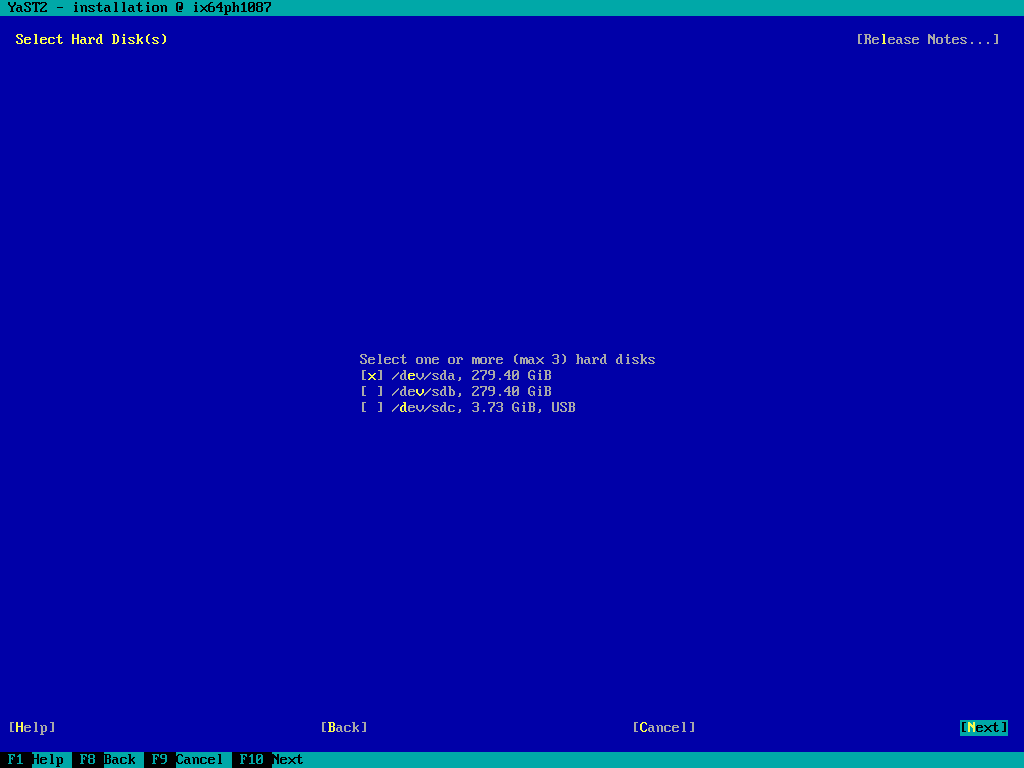 YaST2 - installation @ ix64ph1087
Select Hard Disk(s) [Release Notes...]
Select one or more (max 3) hard disks
[x] /dev/sda, 279.40 GiB
[ ] /dev/sdb, 279.40 GiB
[ ] /dev/sdc, 3.73 GiB, USB
[Help] [Back] [Cancel] [Next]
F1 Help F8 Back F9 Cancel F10 Next